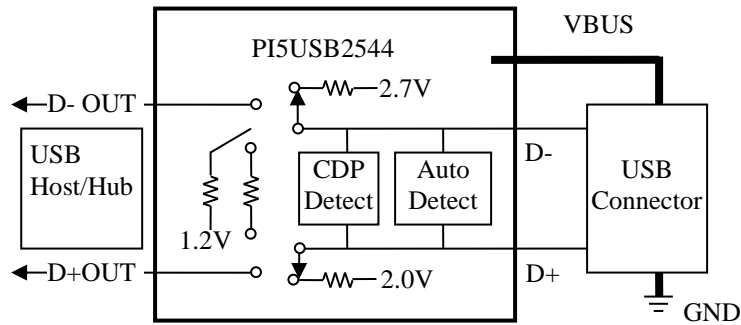 VBUS
PI5USB2544
2.7V
D- OUT
USB
Host/Hub
D-
CDP
Detect
Auto
Detect
USB
Connector
1.2V
D+OUT
2.0V
D+
GND